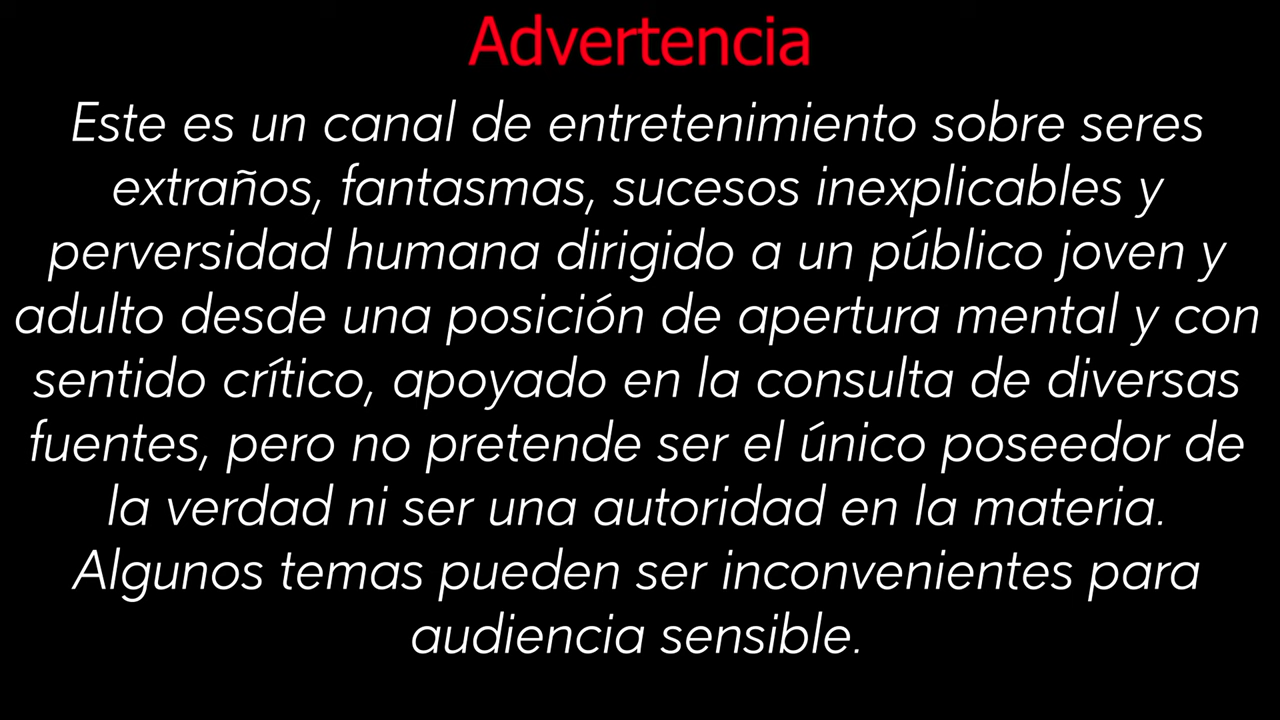 Advertencia
Este es un canal de entretenimiento sobre seres
extraños, fantasmas, sucesos inexplicables y
perversidad humana dirigido a un público joven y
adulto desde una posición de apertura mental y con
sentido crítico, apoyado en la consulta de diversas
fuentes, pero no pretende ser el único poseedor de
la verdad ni ser una autoridad en la materia.
Algunos temas pueden ser inconvenientes para
audiencia sensible.